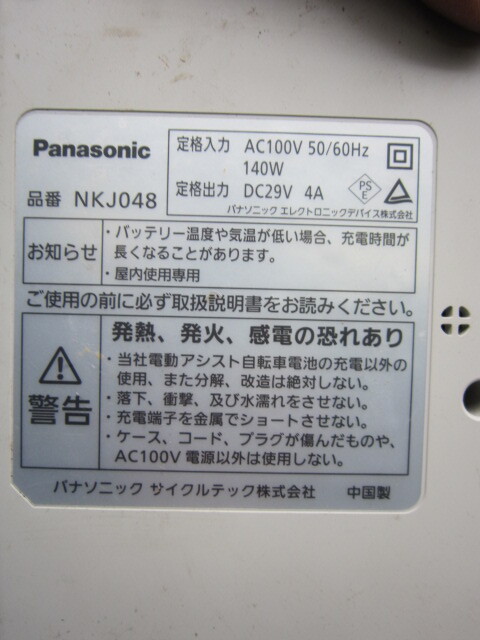 Panasonic
品番 NKJ048
定格入力 AC100V 50/60Hz
140W
定格出力 DC29V 4A
PS
E
パナソニック エレクトロニックデバイス株式会社
お知らせ
・バッテリー温度や気温が低い場合、充電時間が
長くなることがあります。
・屋内使用専用
ご使用の前に必ず取扱説明書をお読みください。
警告
発熱、発火、感電の恐れあり
・当社電動アシスト自転車電池の充電以外の
使用、また分解、改造は絶対しない。
・落下、衝撃、及び水濡れをさせない。
・充電端子を金属でショートさせない。
・ケース、コード、プラグが傷んだものや、
AC100V電源以外は使用しない。
パナソニック サイクルテック株式会社 中国製